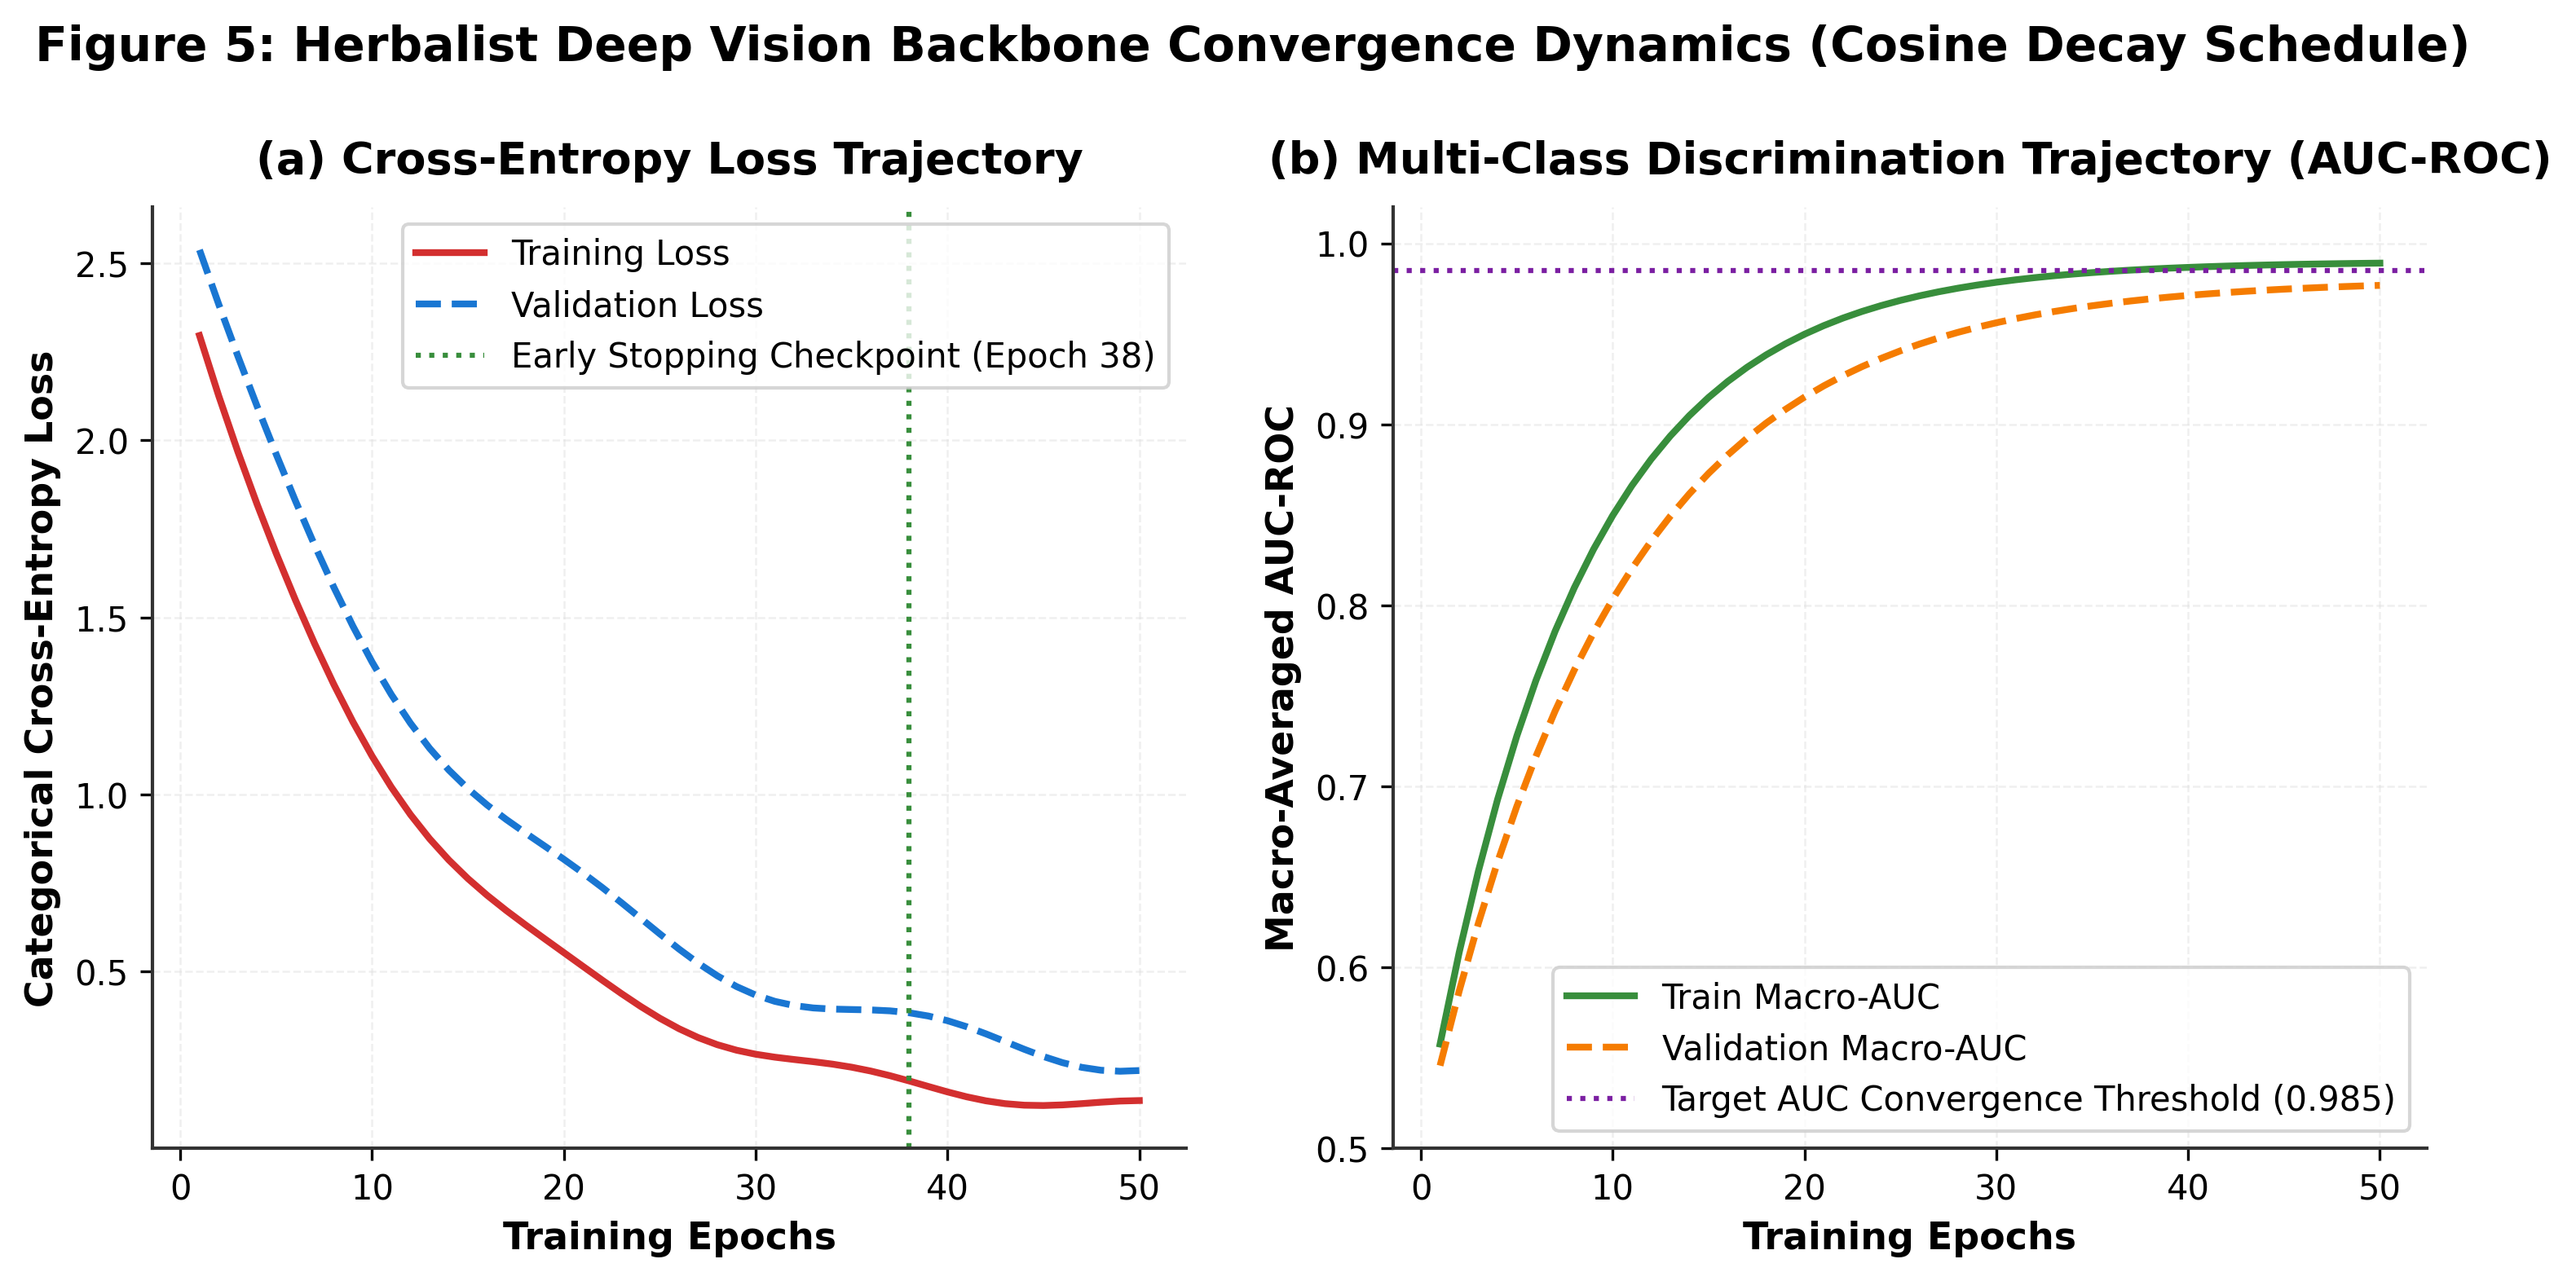 Figure 5: Herbalist Deep Vision Backbone Convergence Dynamics (Cosine Decay Schedule)
(a) Cross-Entropy Loss Trajectory
Categorical Cross-Entropy Loss
2.5
2.0
1.5
1.0
0.5
Training Loss
Validation Loss
Early Stopping Checkpoint (Epoch 38)
0 10 20 30 40 50
Training Epochs
(b) Multi-Class Discrimination Trajectory (AUC-ROC)
Macro-Averaged AUC-ROC
1.0
0.9
0.8
0.7
0.6
0.5
Train Macro-AUC
Validation Macro-AUC
Target AUC Convergence Threshold (0.985)
0 10 20 30 40 50
Training Epochs